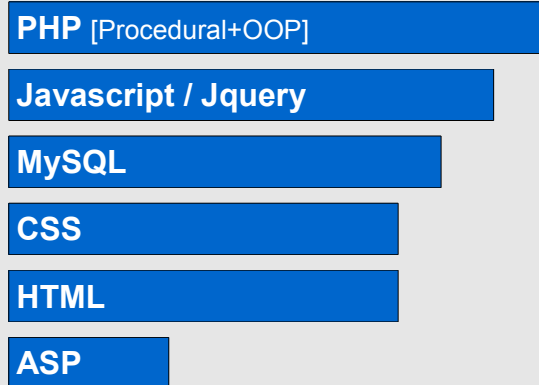 PHP [Procedural+OOP]
Javascript / Jquery
MySQL
CSS
HTML
ASP